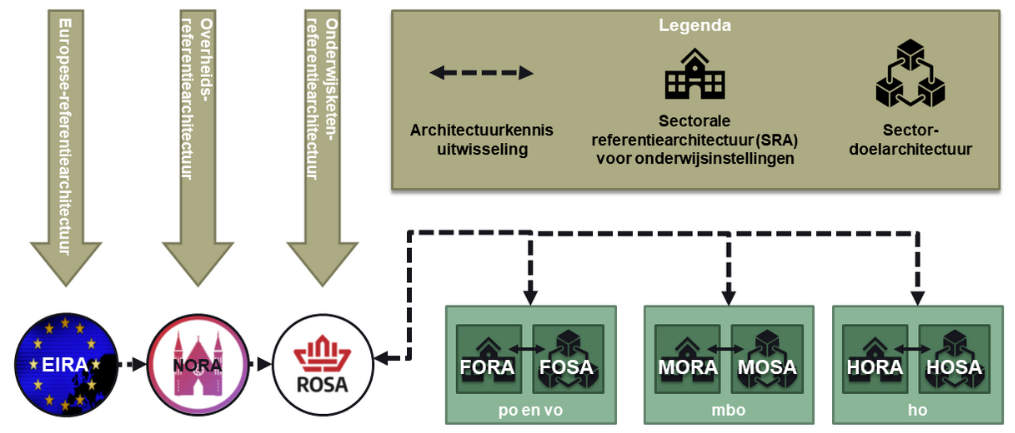 Europese-referentiearchitectuur
Overheids-
referentiearchitectuur
Onderwijsketen-
referentiearchitectuur
Legenda
Architectuurkennis
uitwisseling
Sectorale
referentiearchitectuur (SRA)
voor onderwijsinstellingen
Sector-
doelarchitectuur
EIRA
NORA
ROSA
FORA
FOSA
po en vo
MORA
MOSA
mbo
HORA
HOSA
ho